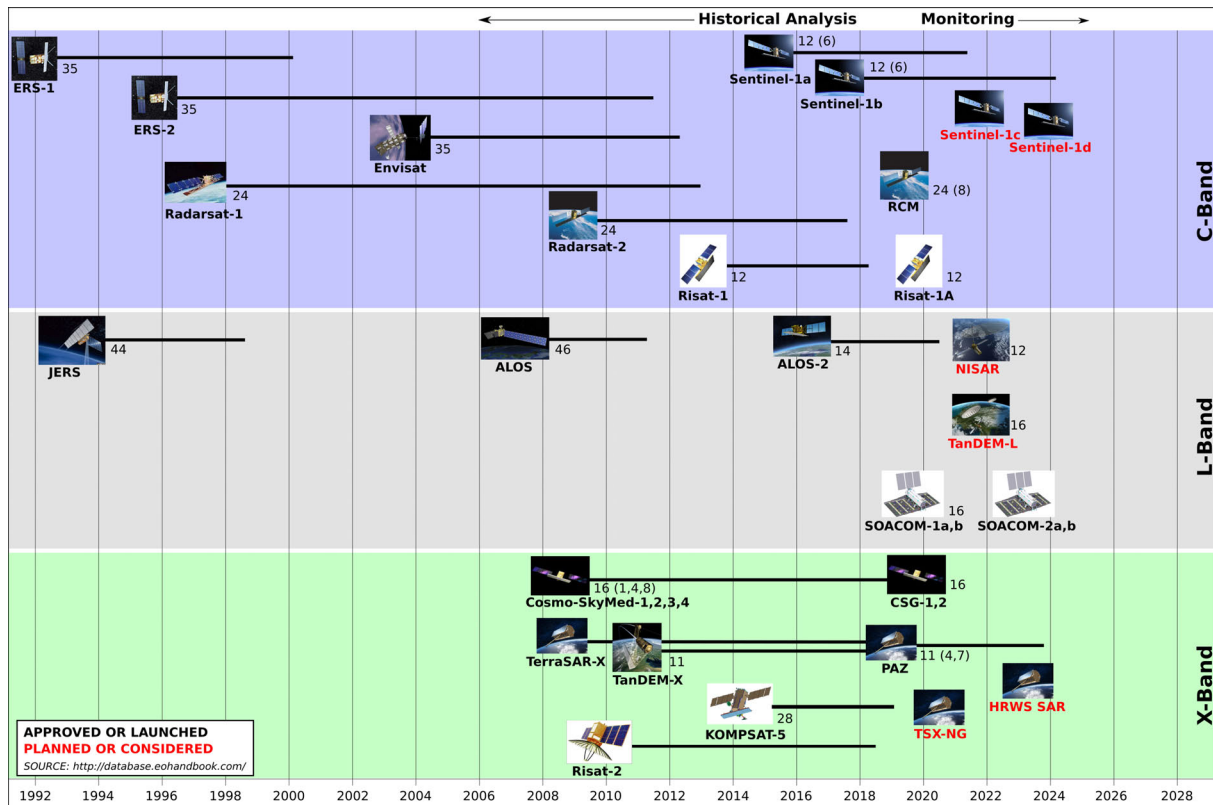 Historical Analysis
Monitoring
C-Band
ERS-1
35
ERS-2
35
Envisat
35
Radarsat-1
24
Radarsat-2
24
Risat-1
12
Sentinel-1a
12 (6)
Sentinel-1b
12 (6)
Sentinel-1c
Sentinel-1d
RCM
24 (8)
Risat-1A
12
L-Band
JERS
44
ALOS
46
ALOS-2
14
NISAR
12
TanDEM-L
16
SOACOM-1a,b
16
SOACOM-2a,b
X-Band
Cosmo-SkyMed-1,2,3,4
16 (1,4,8)
CSG-1,2
16
TerraSAR-X
TanDEM-X
11
PAZ
11 (4,7)
KOMPSAT-5
28
TSX-NG
HRWS SAR
Risat-2
APPROVED OR LAUNCHED
PLANNED OR CONSIDERED
SOURCE: http://database.eohandbook.com/
1992 1994 1996 1998 2000 2002 2004 2006 2008 2010 2012 2014 2016 2018 2020 2022 2024 2026 2028